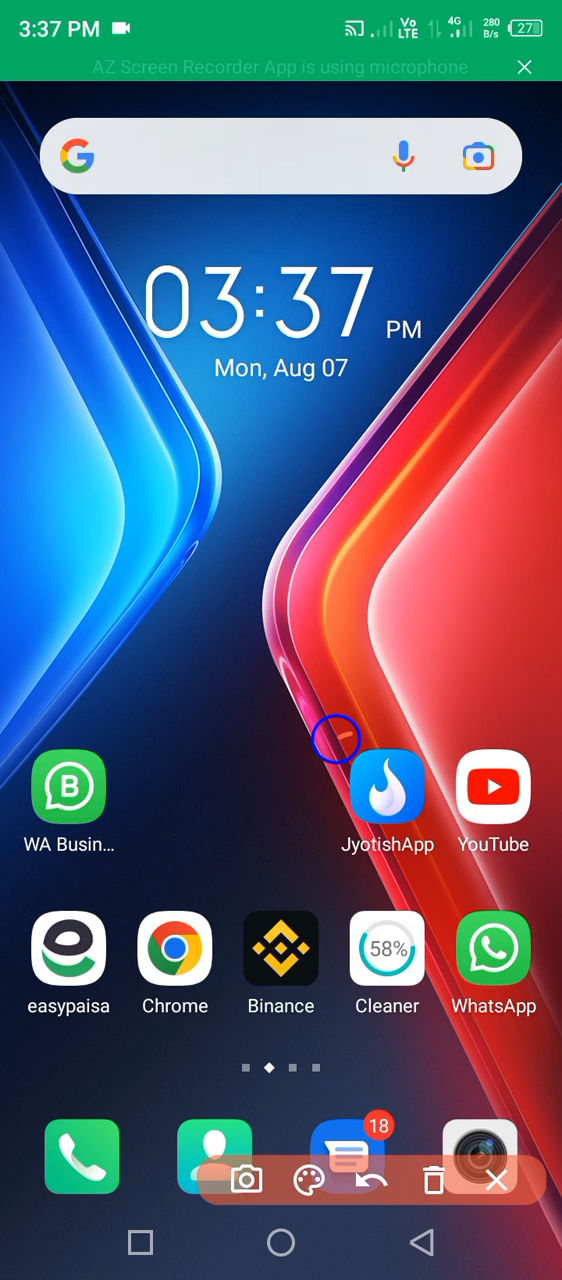 3:37 PM Vo LTE 4G 280 B/s 27
AZ Screen Recorder App is using microphone
03:37 PM
Mon, Aug 07
WA Busin... JyotishApp YouTube
58%
easypaisa Chrome Binance Cleaner WhatsApp
18